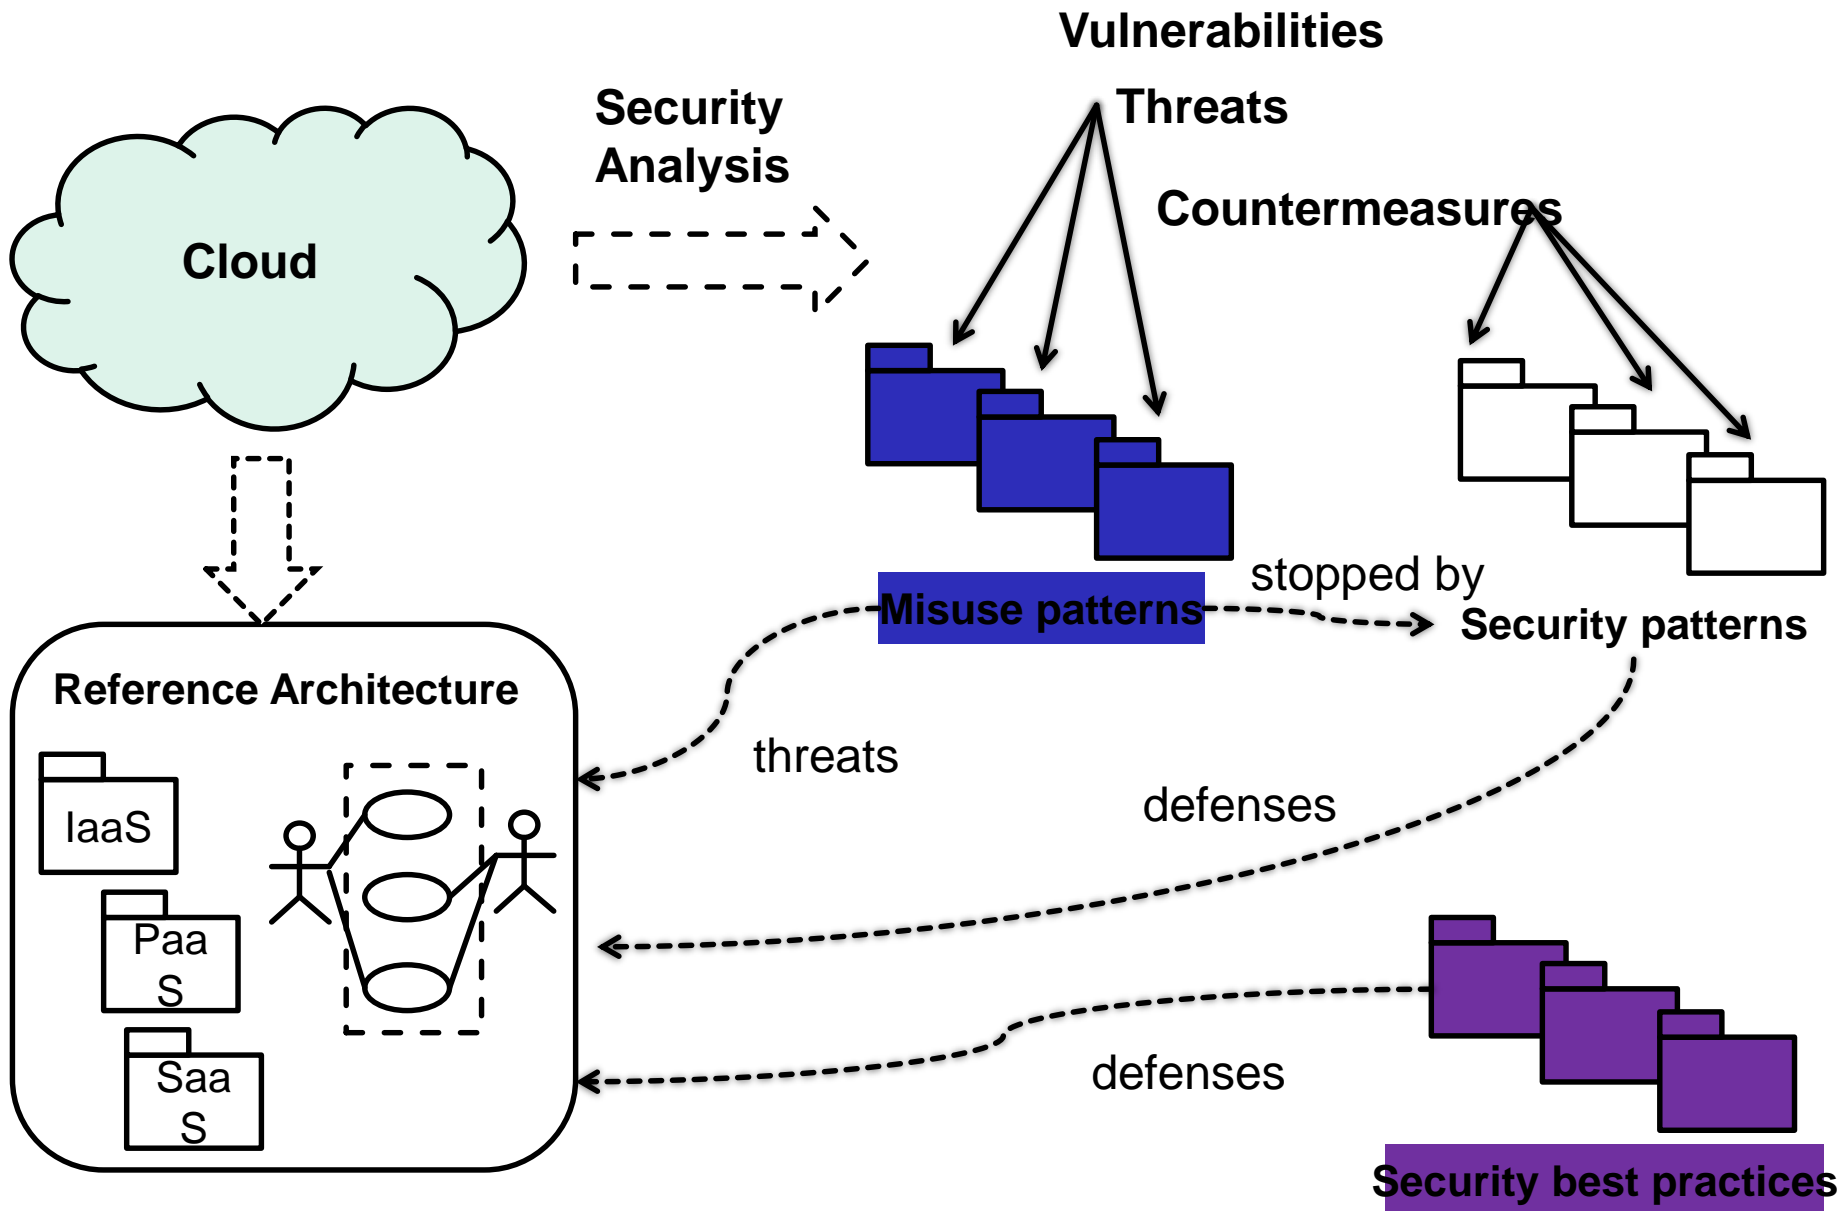 Vulnerabilities
Security
Analysis
Threats
Countermeasures
Cloud
stopped by
Misuse patterns
Security patterns
Reference Architecture
threats
defenses
IaaS
Paa
S
Saa
S
defenses
Security best practices